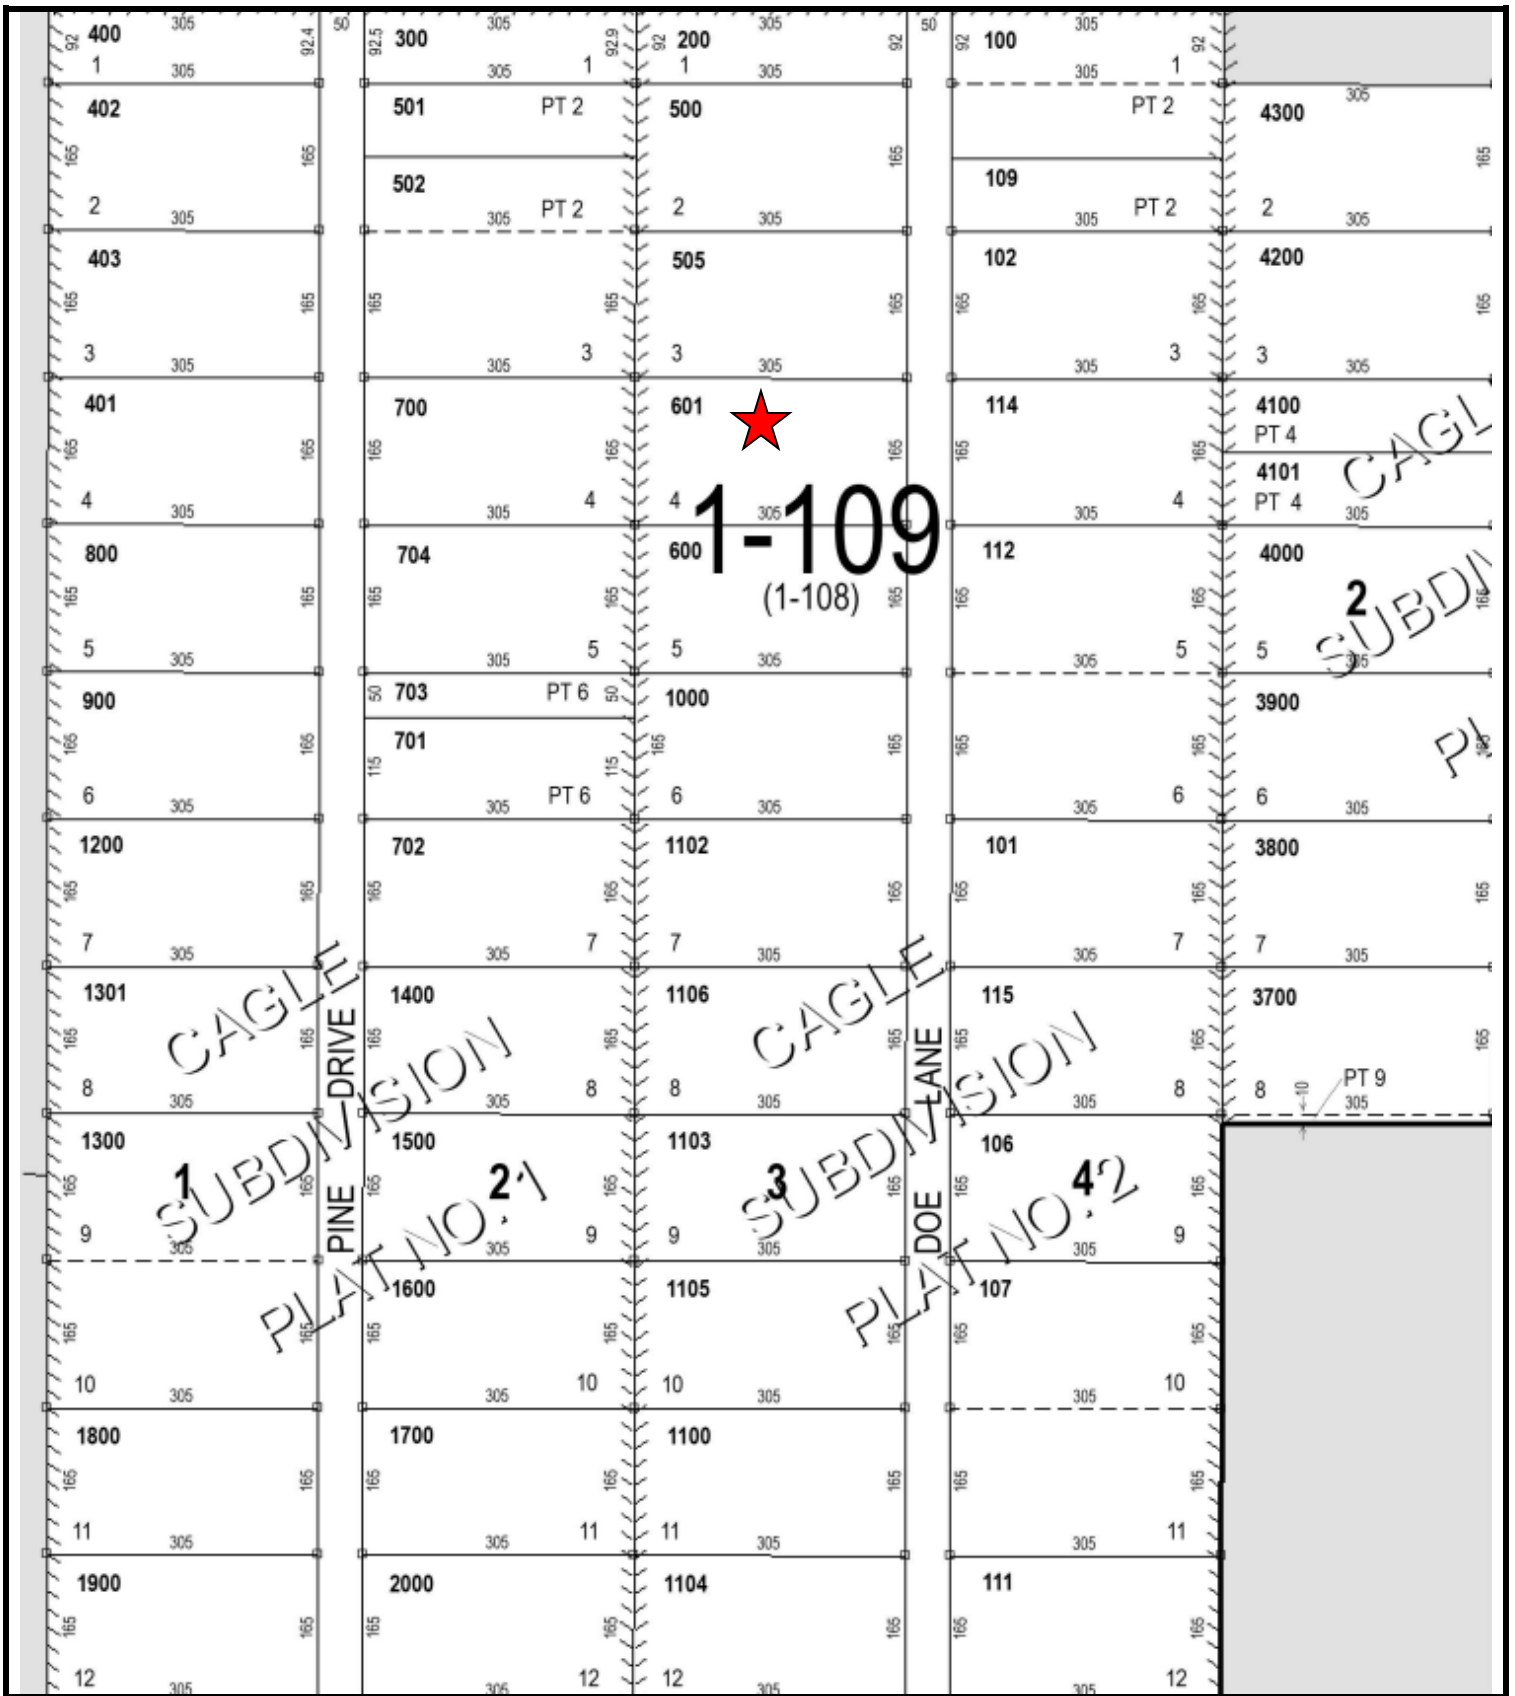 305 50 305 305 50 305
92 400 92.4 92.5 300 92.9 92 200 92 92 100 92
1 305 305 1 1 305 305 1
402 501 PT 2 500 PT 2 305 4300
165 165 165 165
502 109
2 305 305 PT 2 2 305 PT 2 2 305
403 505 102 4200
165 165 165 165 165 165
3 305 305 3 3 305 305 3 3 305
401 700 601 114 4100
PT 4
165 165 165 165 165
4101
4 305 305 4 4 305 305 4 PT 4 305
CAGL
1-109
(1-108)
800 704 600 112 4000
165 165 165 165 165 165 165
2
5 305 305 5 5 305 305 5 5 305
SUBDIV
900 50 703 PT 6 50 1000 3900
165 165 701 165 165 165 165 165
115 115
6 305 305 PT 6 6 305 305 6 6 305
PL
1200 702 1102 101 3800
165 165 165 165 165 165
7 305 305 7 7 305 305 7 7 305
1301 1400 1106 115 3700
165 165 165 165 165 165
CAGLE
SUBDIVISION
PLAT NO. 1
CAGLE
SUBDIVISION
PLAT NO. 2
PINE DRIVE
DOE LANE
8 305 305 8 8 305 305 8 8 10 305 PT 9
1300 1500 1103 106
165 1 165 165 2 165 3 165 4 165
9 305 305 9 9 305 305 9
1600 1105 107
165 165 165 165
10 305 305 10 10 305 305 10
1800 1700 1100
165 165 165 165 165
11 305 305 11 11 305 305 11
1900 2000 1104 111
165 165 165 165 165
12 305 305 12 12 305 305 12